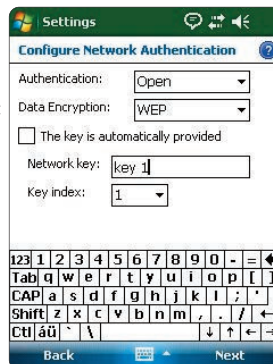 Settings
Configure Network Authentication ?
Authentication: Open
Data Encryption: WEP
The key is automatically provided
Network key: key 1
Key index: 1
123 1 2 3 4 5 6 7 8 9 0 - =
Tab q w e r t y u i o p [ ]
CAP a s d f g h j k l ; '
Shift z x c v b n m , . /
Ctl áü ` \
Back Next